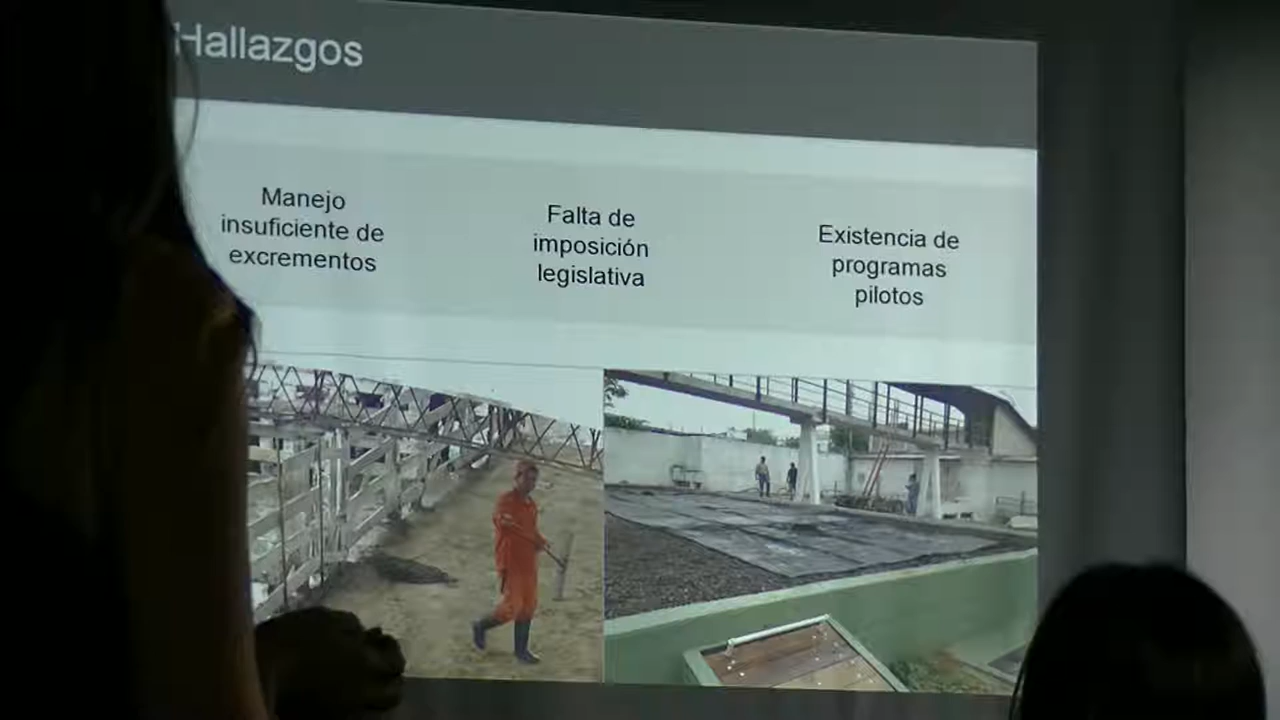 Hallazgos
Manejo
insuficiente de
excrementos
Falta de
imposición
legislativa
Existencia de
programas
pilotos